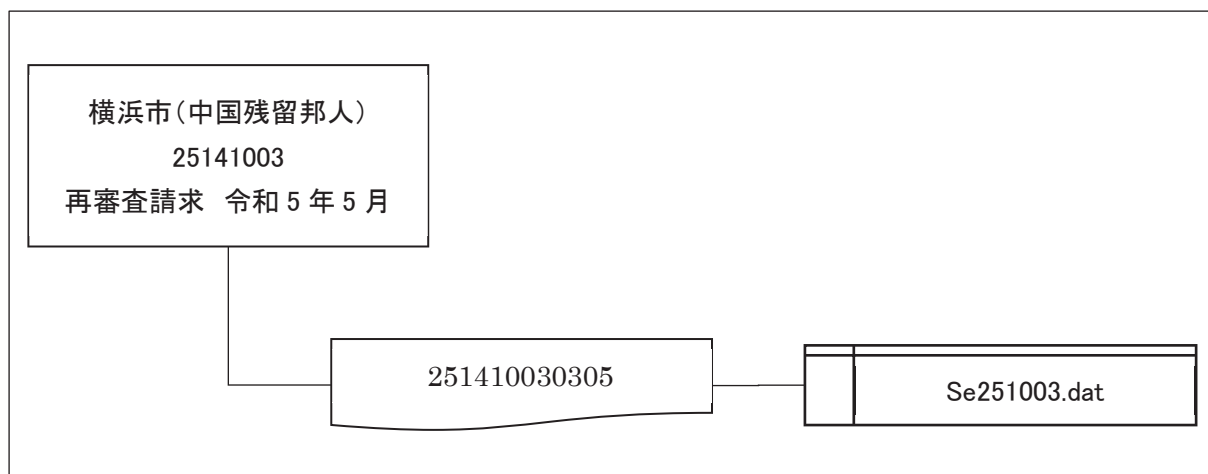 横浜市（中国残留邦人）
25141003
再審査請求　令和 5 年 5 月
251410030305
Se251003.dat